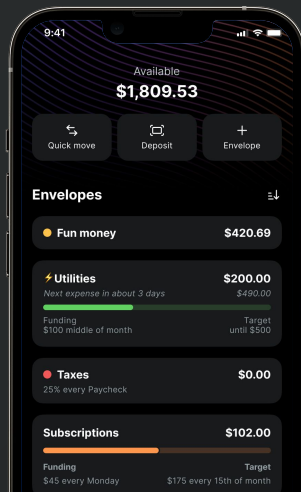 9:41
Available
$1,809.53
Quick move
Deposit
Envelope
Envelopes
Fun money $420.69
Utilities $200.00
Next expense in about 3 days $490.00
Funding Target
$100 middle of month until $500
Taxes $0.00
25% every Paycheck
Subscriptions $102.00
Funding Target
$45 every Monday $175 every 15th of month